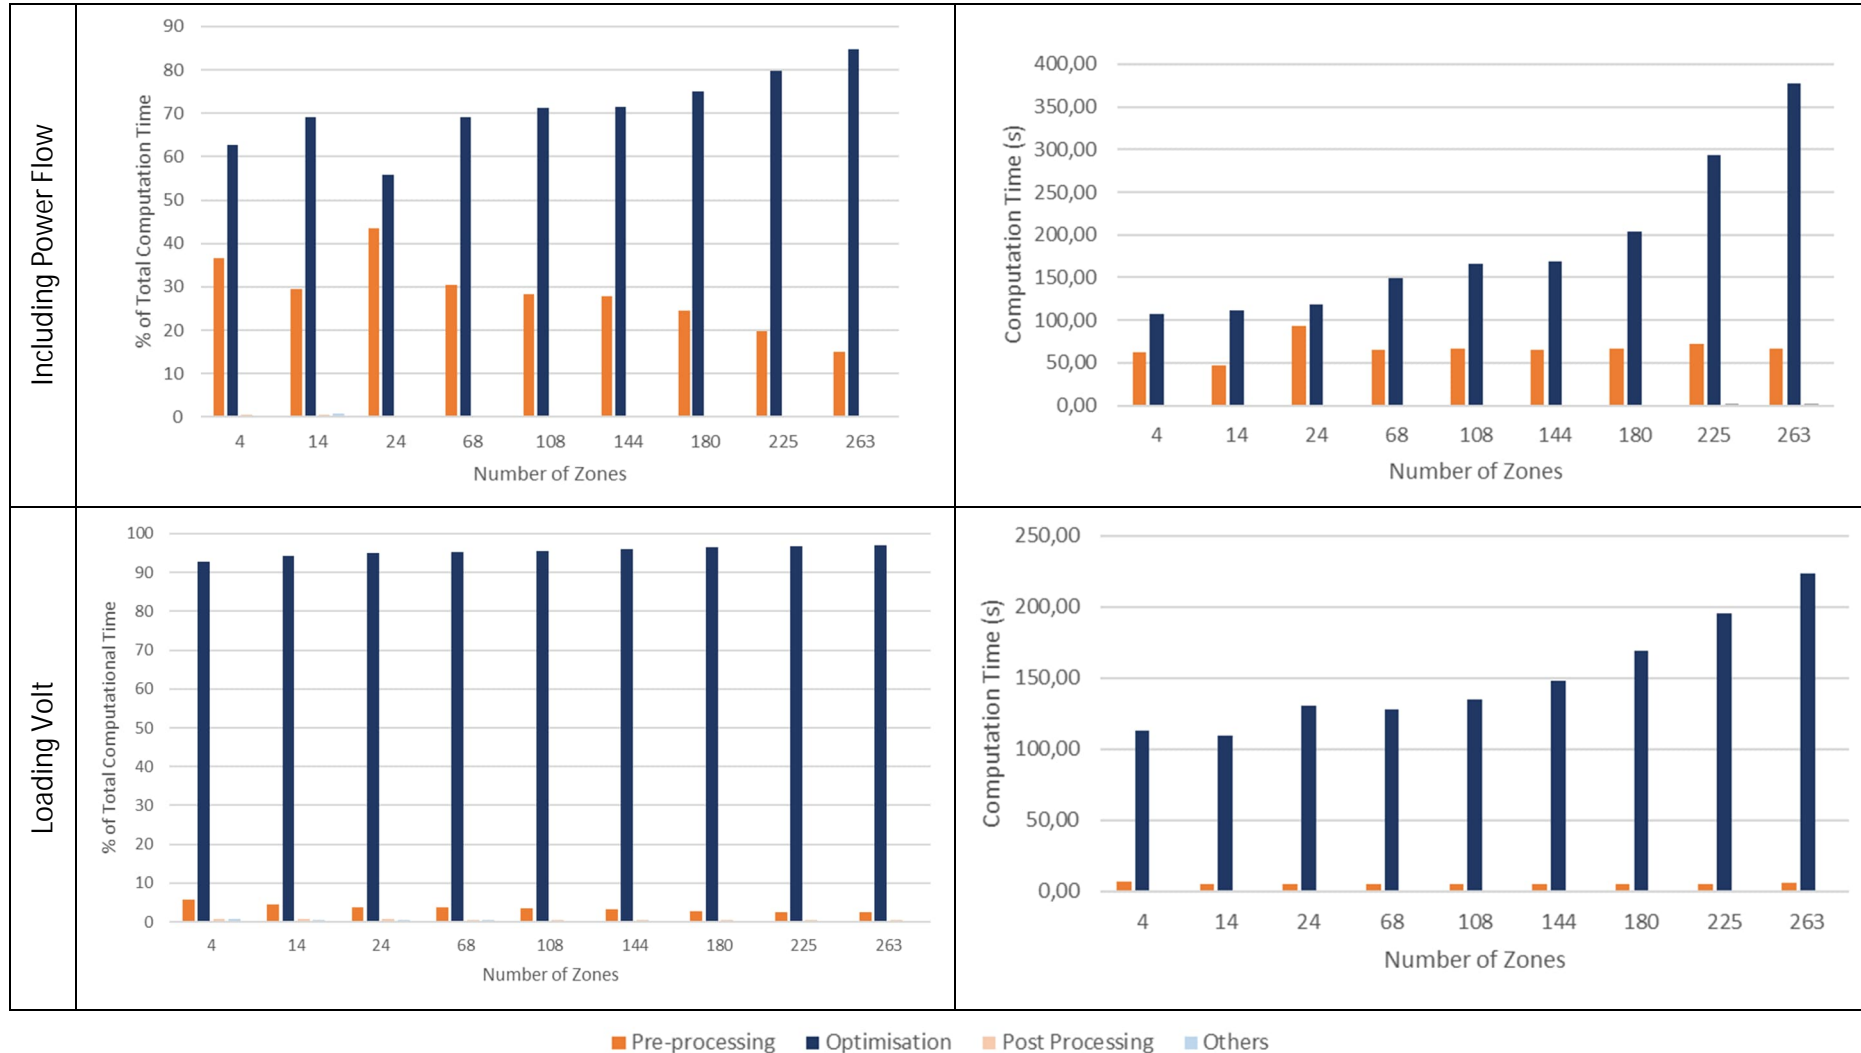 Including Power Flow
% of Total Computation Time
90
80
70
60
50
40
30
20
10
0
4 14 24 68 108 144 180 225 263
Number of Zones
Computation Time (s)
400,00
350,00
300,00
250,00
200,00
150,00
100,00
50,00
0,00
4 14 24 68 108 144 180 225 263
Number of Zones
Loading Volt
% of Total Computational Time
100
90
80
70
60
50
40
30
20
10
0
4 14 24 68 108 144 180 225 263
Number of Zones
Computation Time (s)
250,00
200,00
150,00
100,00
50,00
0,00
4 14 24 68 108 144 180 225 263
Number of Zones
Pre-processing Optimisation Post Processing Others